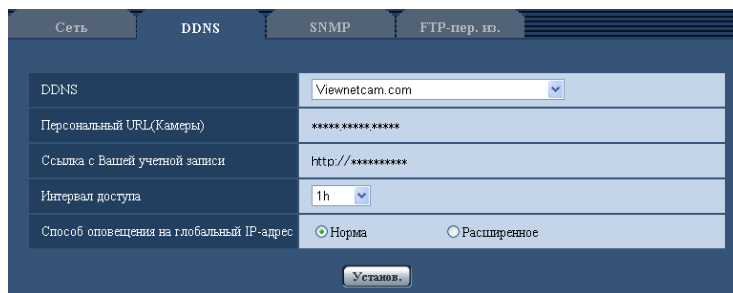 Сеть DDNS SNMP FTP-пер. из.
DDNS Viewnetcam.com
Персональный URL(Камеры) *****.*****.*****
Ссылка с Вашей учетной записи http://**********
Интервал доступа 1h
Способ оповещения на глобальный IP-адрес Норма Расширенное
Установ.